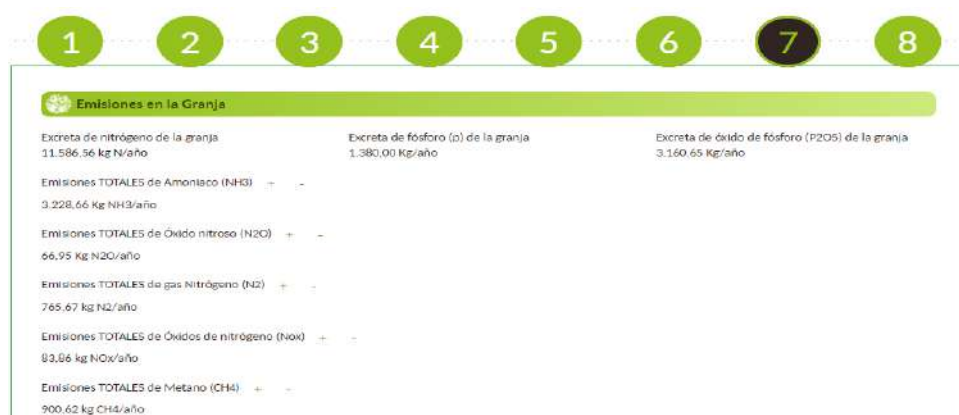 1 2 3 4 5 6 7 8
Emisiones en la Granja
Excreta de nitrógeno de la granja
11.586,56 kg N/año
Excreta de fósforo (p) de la granja
1.380,00 Kg/año
Excreta de óxido de fósforo (P2O5) de la granja
3.160,65 Kg/año
Emisiones TOTALES de Amoniaco (NH3) + -
3.228,66 Kg NH3/año
Emisiones TOTALES de Óxido nitroso (N2O) + -
66,95 Kg N2O/año
Emisiones TOTALES de gas Nitrógeno (N2) + -
765,67 kg N2/año
Emisiones TOTALES de Óxidos de nitrógeno (Nox) + -
83,86 kg NOx/año
Emisiones TOTALES de Metano (CH4) + -
900,62 kg CH4/año